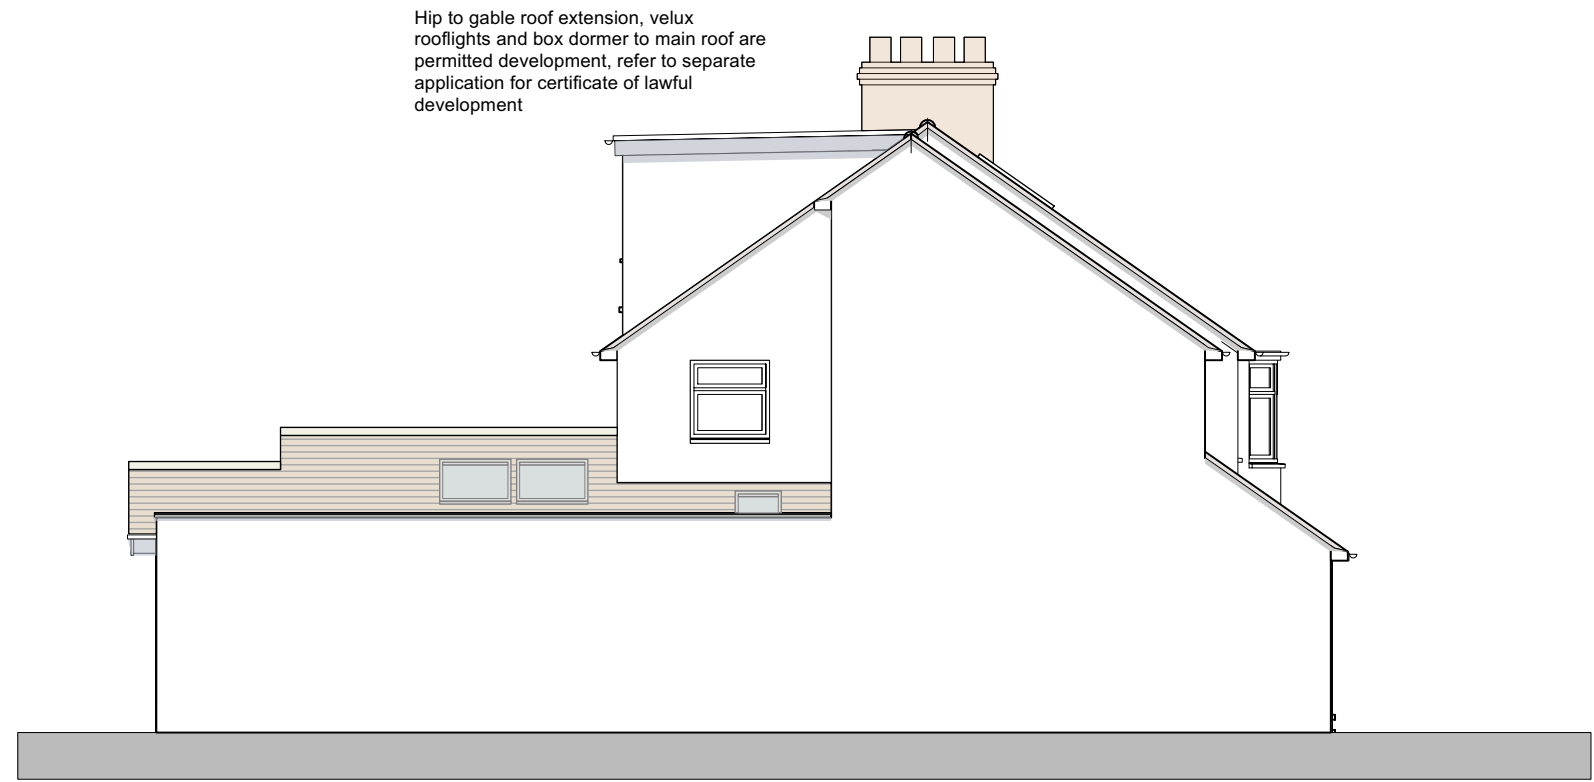 Hip to gable roof extension, velux
rooflights and box dormer to main roof are
permitted development, refer to separate
application for certificate of lawful
development